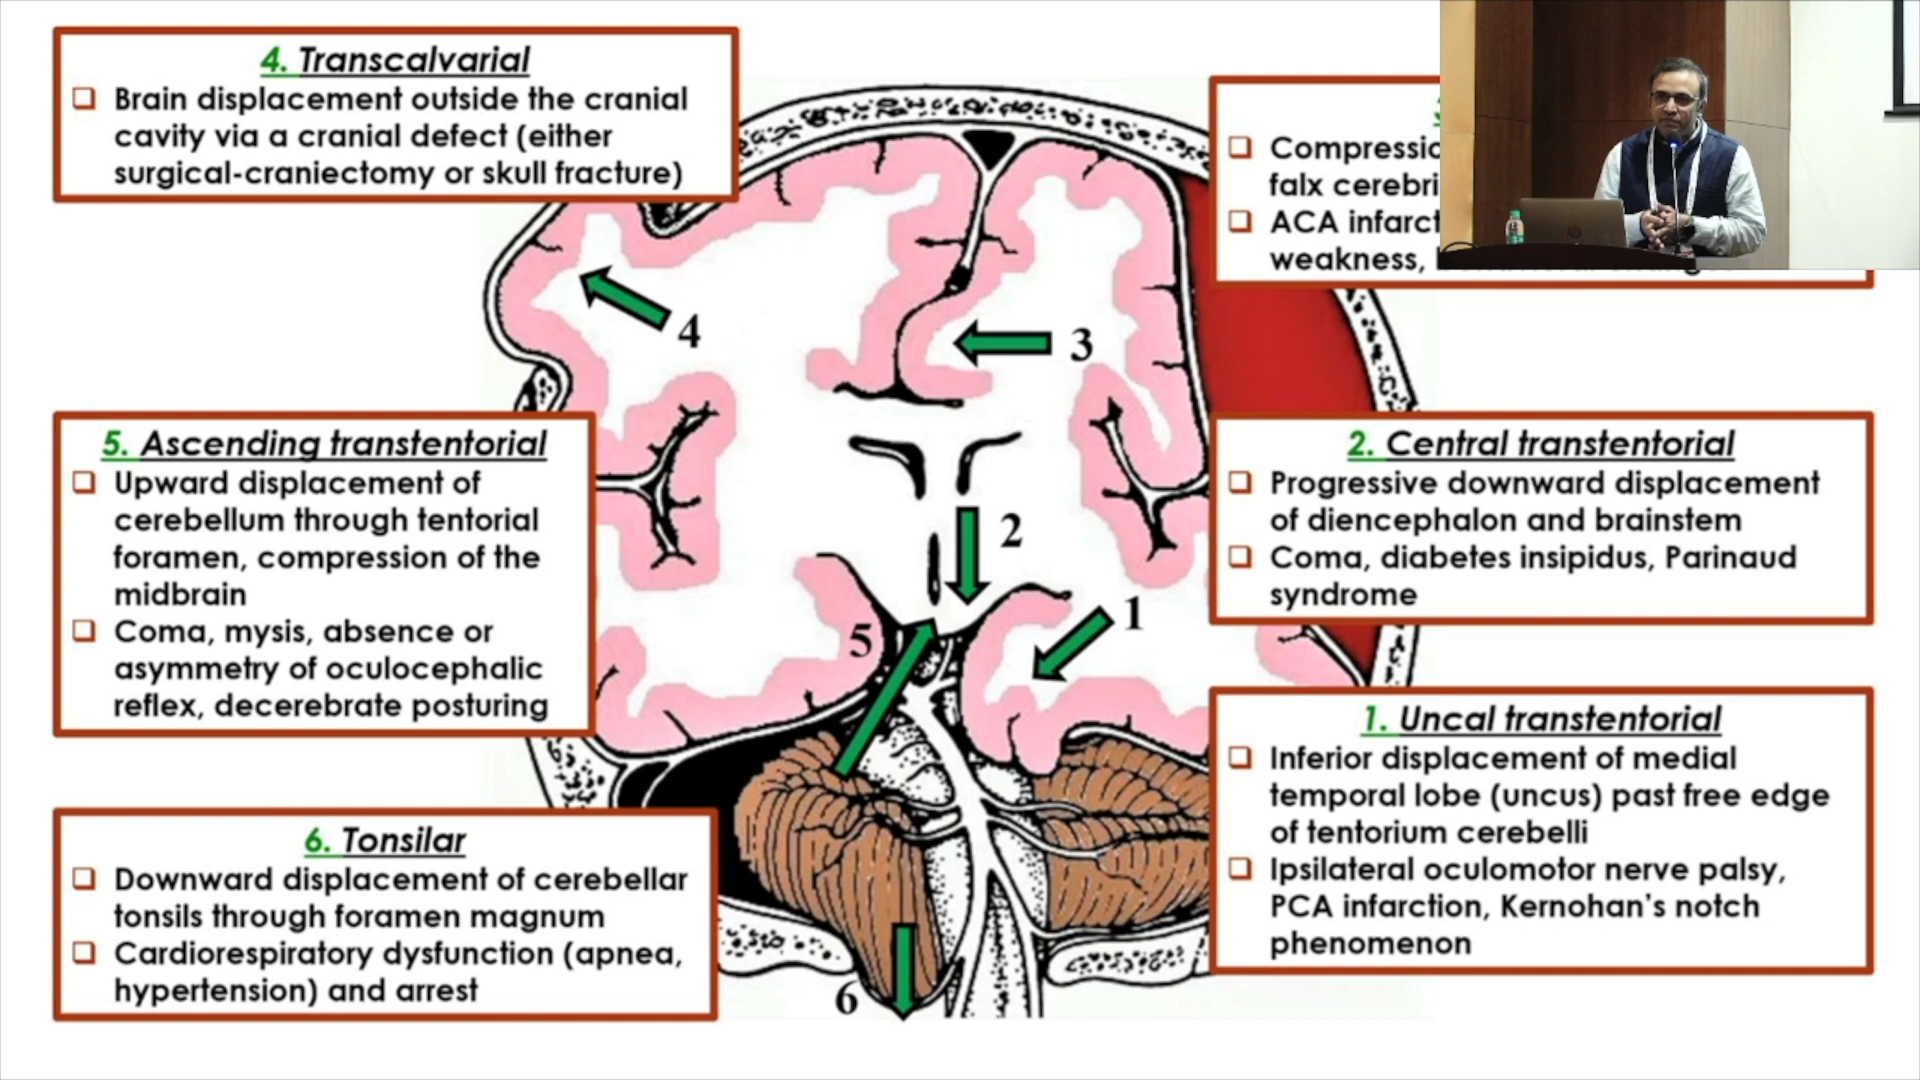 4. Transcalvarial
❑ Brain displacement outside the cranial
cavity via a cranial defect (either
surgical-craniectomy or skull fracture)
5. Ascending transtentorial
❑ Upward displacement of
cerebellum through tentorial
foramen, compression of the
midbrain
❑ Coma, mysis, absence or
asymmetry of oculocephalic
reflex, decerebrate posturing
6. Tonsilar
❑ Downward displacement of cerebellar
tonsils through foramen magnum
❑ Cardiorespiratory dysfunction (apnea,
hypertension) and arrest
4
3
2
1
5
6
❑
falx cerebri
❑ ACA infarct
weakness,
2. Central transtentorial
❑ Progressive downward displacement
of diencephalon and brainstem
❑ Coma, diabetes insipidus, Parinaud
syndrome
1. Uncal transtentorial
❑ Inferior displacement of medial
temporal lobe (uncus) past free edge
of tentorium cerebelli
❑ Ipsilateral oculomotor nerve palsy,
PCA infarction, Kernohan's notch
phenomenon